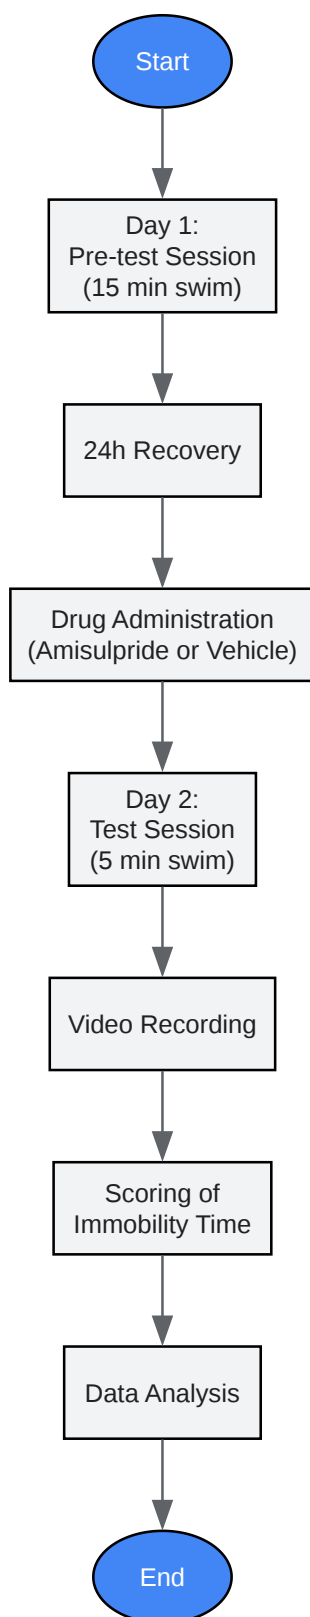 Start
Day 1:
Pre-test Session
(15 min swim)
24h Recovery
Drug Administration
(Amisulpride or Vehicle)
Day 2:
Test Session
(5 min swim)
Video Recording
Scoring of
Immobility Time
Data Analysis
End